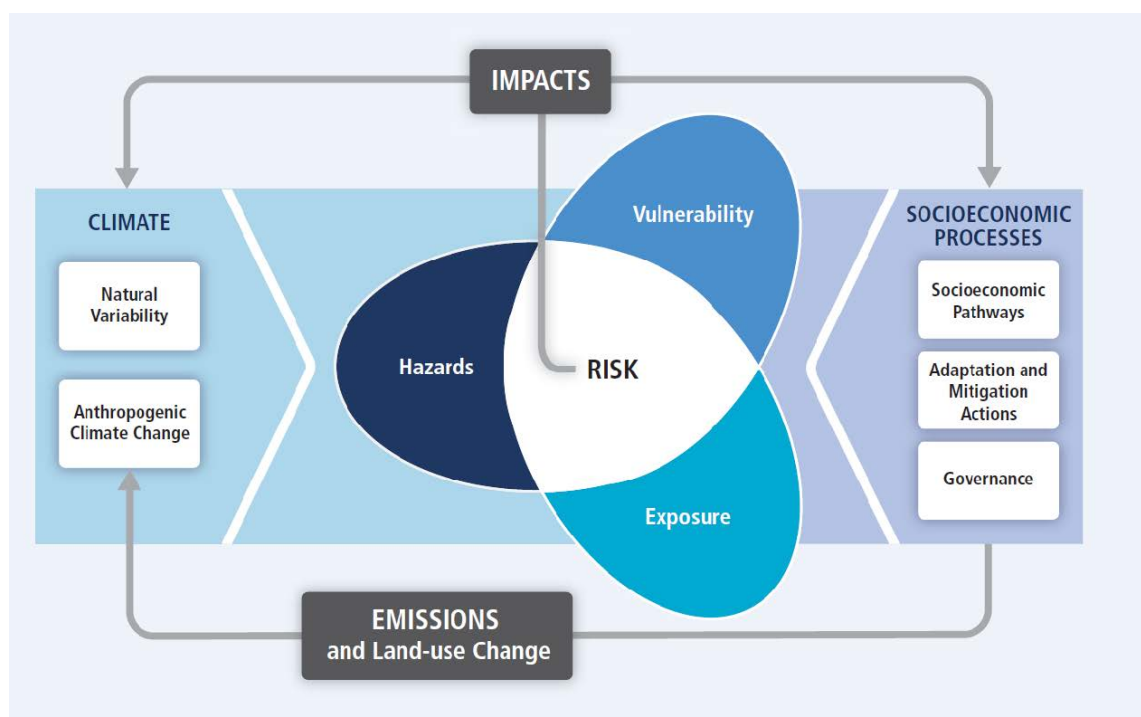 IMPACTS
CLIMATE
Natural
Variability
Anthropogenic
Climate Change
Vulnerability
Hazards
RISK
Exposure
SOCIOECONOMIC
PROCESSES
Socioeconomic
Pathways
Adaptation and
Mitigation
Actions
Governance
EMISSIONS
and Land-use Change